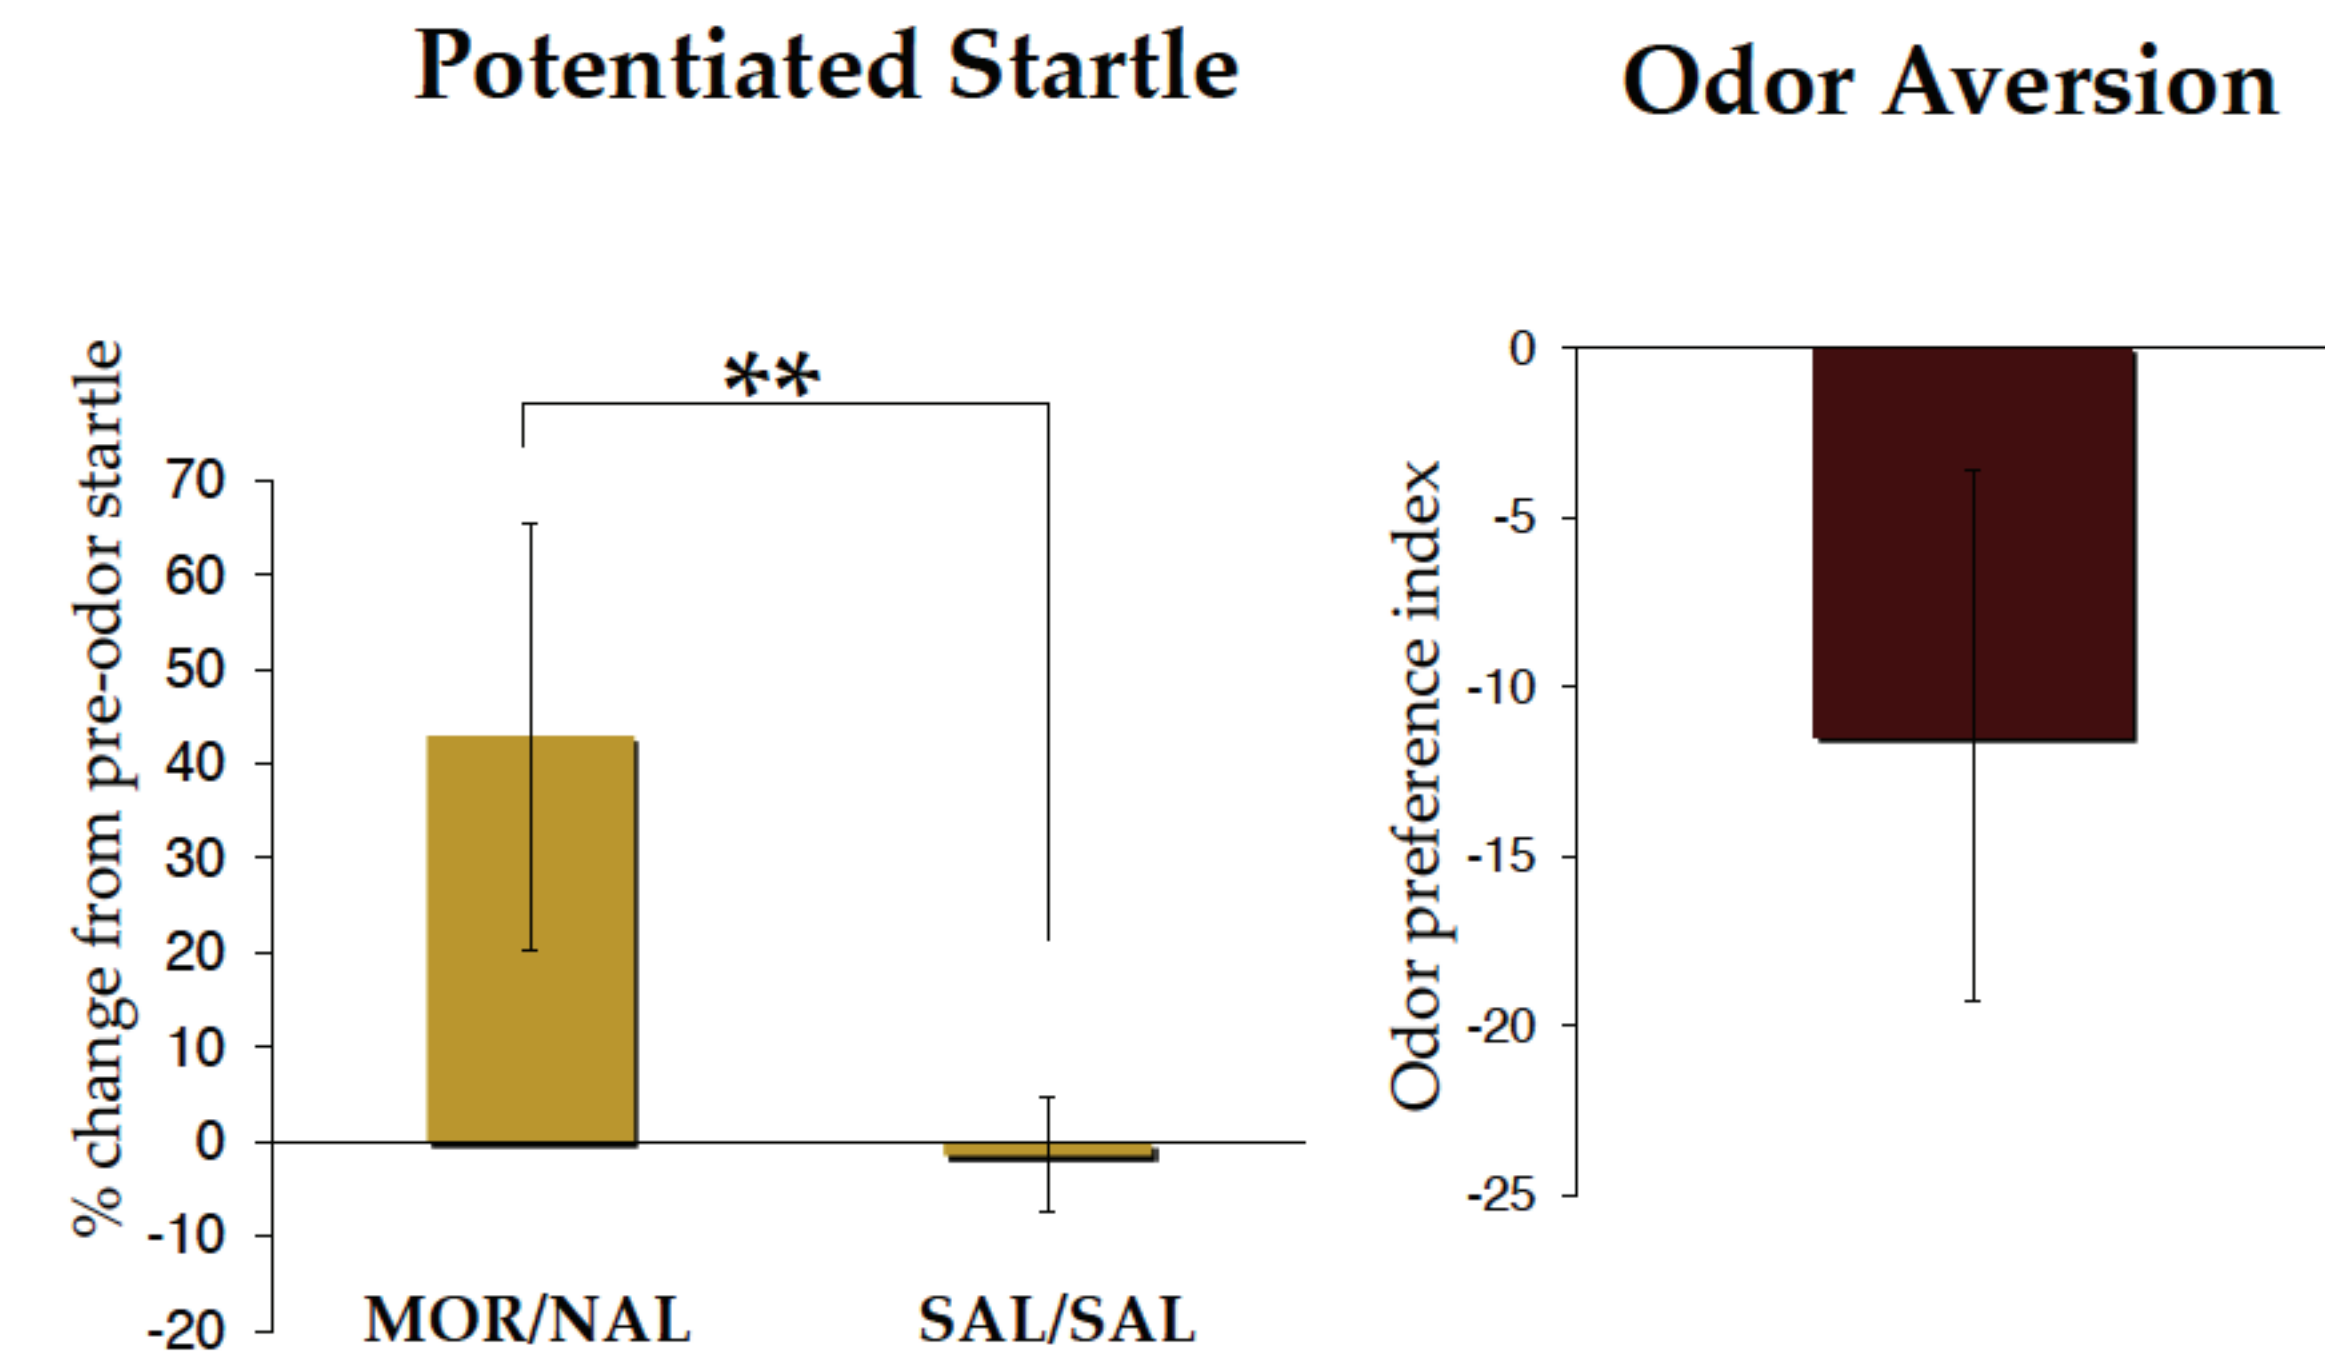 Potentiated Startle
% change from pre-odor startle
**
70
60
50
40
30
20
10
0
-10
-20
MOR/NAL
SAL/SAL
Odor Aversion
Odor preference index
0
-5
-10
-15
-20
-25